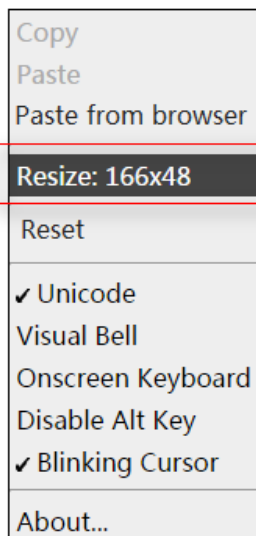 Copy
Paste
Paste from browser
Resize: 166x48
Reset
✓ Unicode
Visual Bell
Onscreen Keyboard
Disable Alt Key
✓ Blinking Cursor
About...